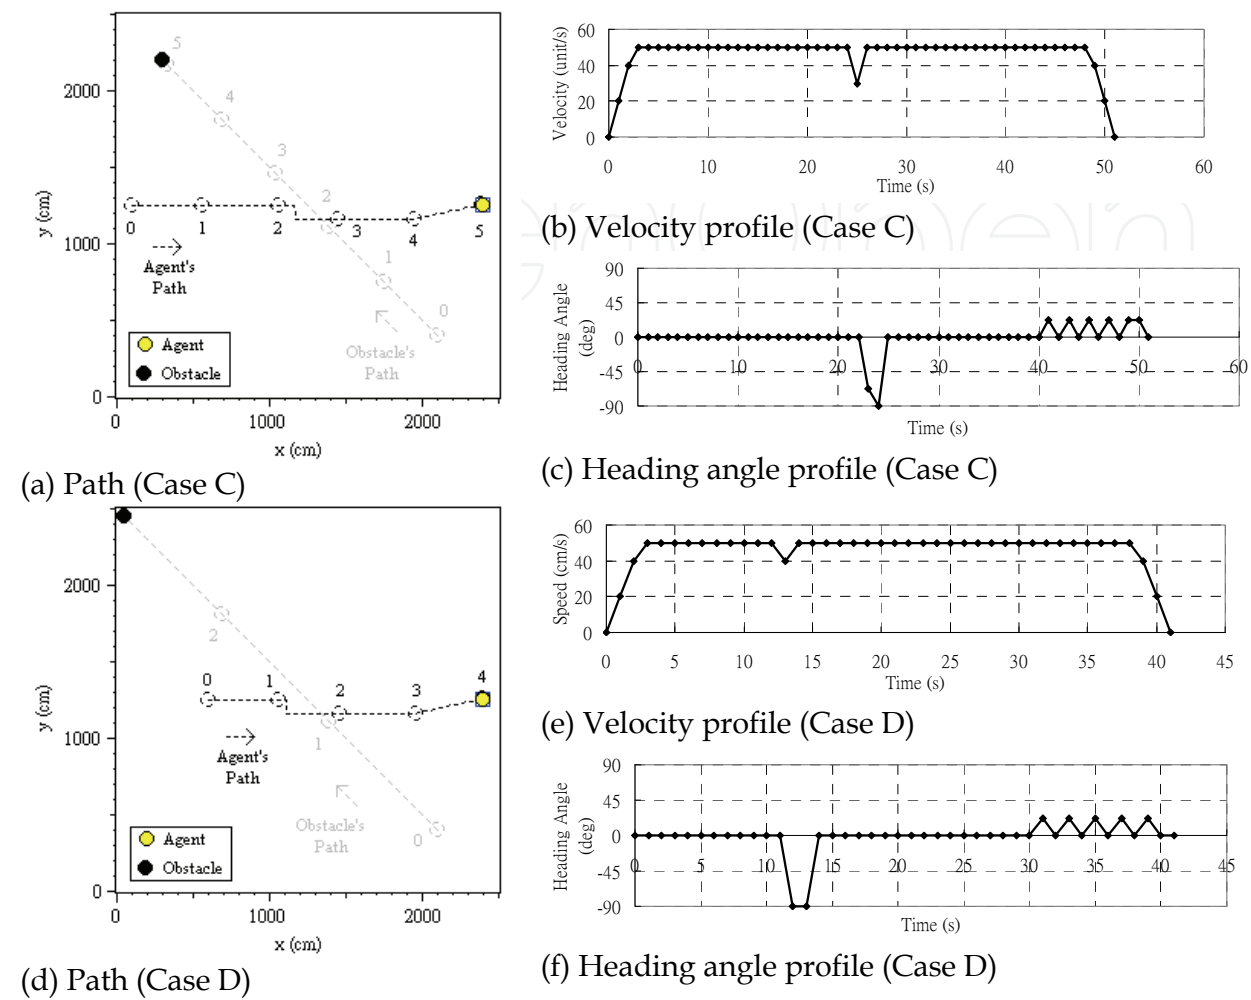 5
2000
4
3
2
y (cm)
0
1
2
3
4
5
1000
Agent's
Path
1
0
Obstacle's
Path
Agent
Obstacle
0
0
1000
2000
x (cm)
(a) Path (Case C)
60
40
20
0
Velocity (unit/s)
0
10
20
30
40
50
60
Time (s)
(b) Velocity profile (Case C)
90
45
0
-45
-90
Heading Angle
(deg)
0
10
20
30
40
50
60
Time (s)
(c) Heading angle profile (Case C)
2000
2
0
1
2
3
4
y (cm)
1000
Agent's
Path
1
Obstacle's
Path
0
Agent
Obstacle
0
0
1000
2000
x (cm)
(d) Path (Case D)
60
40
20
0
Speed (cm/s)
0
5
10
15
20
25
30
35
40
45
Time (s)
(e) Velocity profile (Case D)
90
45
0
-45
-90
Heading Angle
(deg)
0
5
10
15
20
25
30
35
40
45
Time (s)
(f) Heading angle profile (Case D)